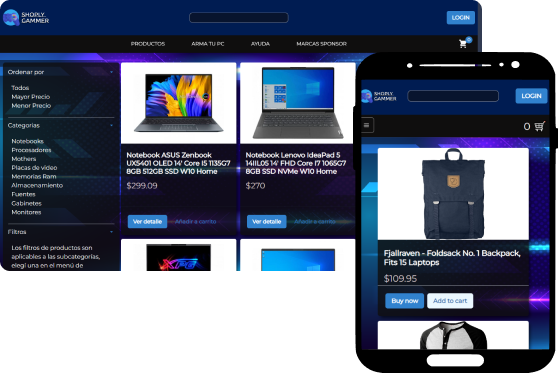 SHOPLY
GAMMER
LOGIN
PRODUCTOS
ARMA TU PC
AYUDA
MARCAS SPONSOR
Ordenar por
Todos
Mayor Precio
Menor Precio
Categorías
Notebooks
Procesadores
Mothers
Placas de video
Memorias Ram
Almacenamiento
Fuentes
Gabinetes
Monitores
Filtros
Los filtros de productos son
aplicables a las subcategorías,
elegí una en el menú de
Notebook ASUS Zenbook
UX5401 OLED 14' Core I5 1135G7
8GB 512GB SSD W10 Home
$299.09
Ver detalle
Añadir a carrito
Notebook Lenovo IdeaPad 5
14IIL05 14' FHD Core I7 1065G7
8GB SSD NVMe W10 Home
$270
Ver detalle
Añadir a carrito
SHOPLY
GAMMER
LOGIN
0
Fjallraven - Foldsack No. 1 Backpack,
Fits 15 Laptops
$109.95
Buy now
Add to cart